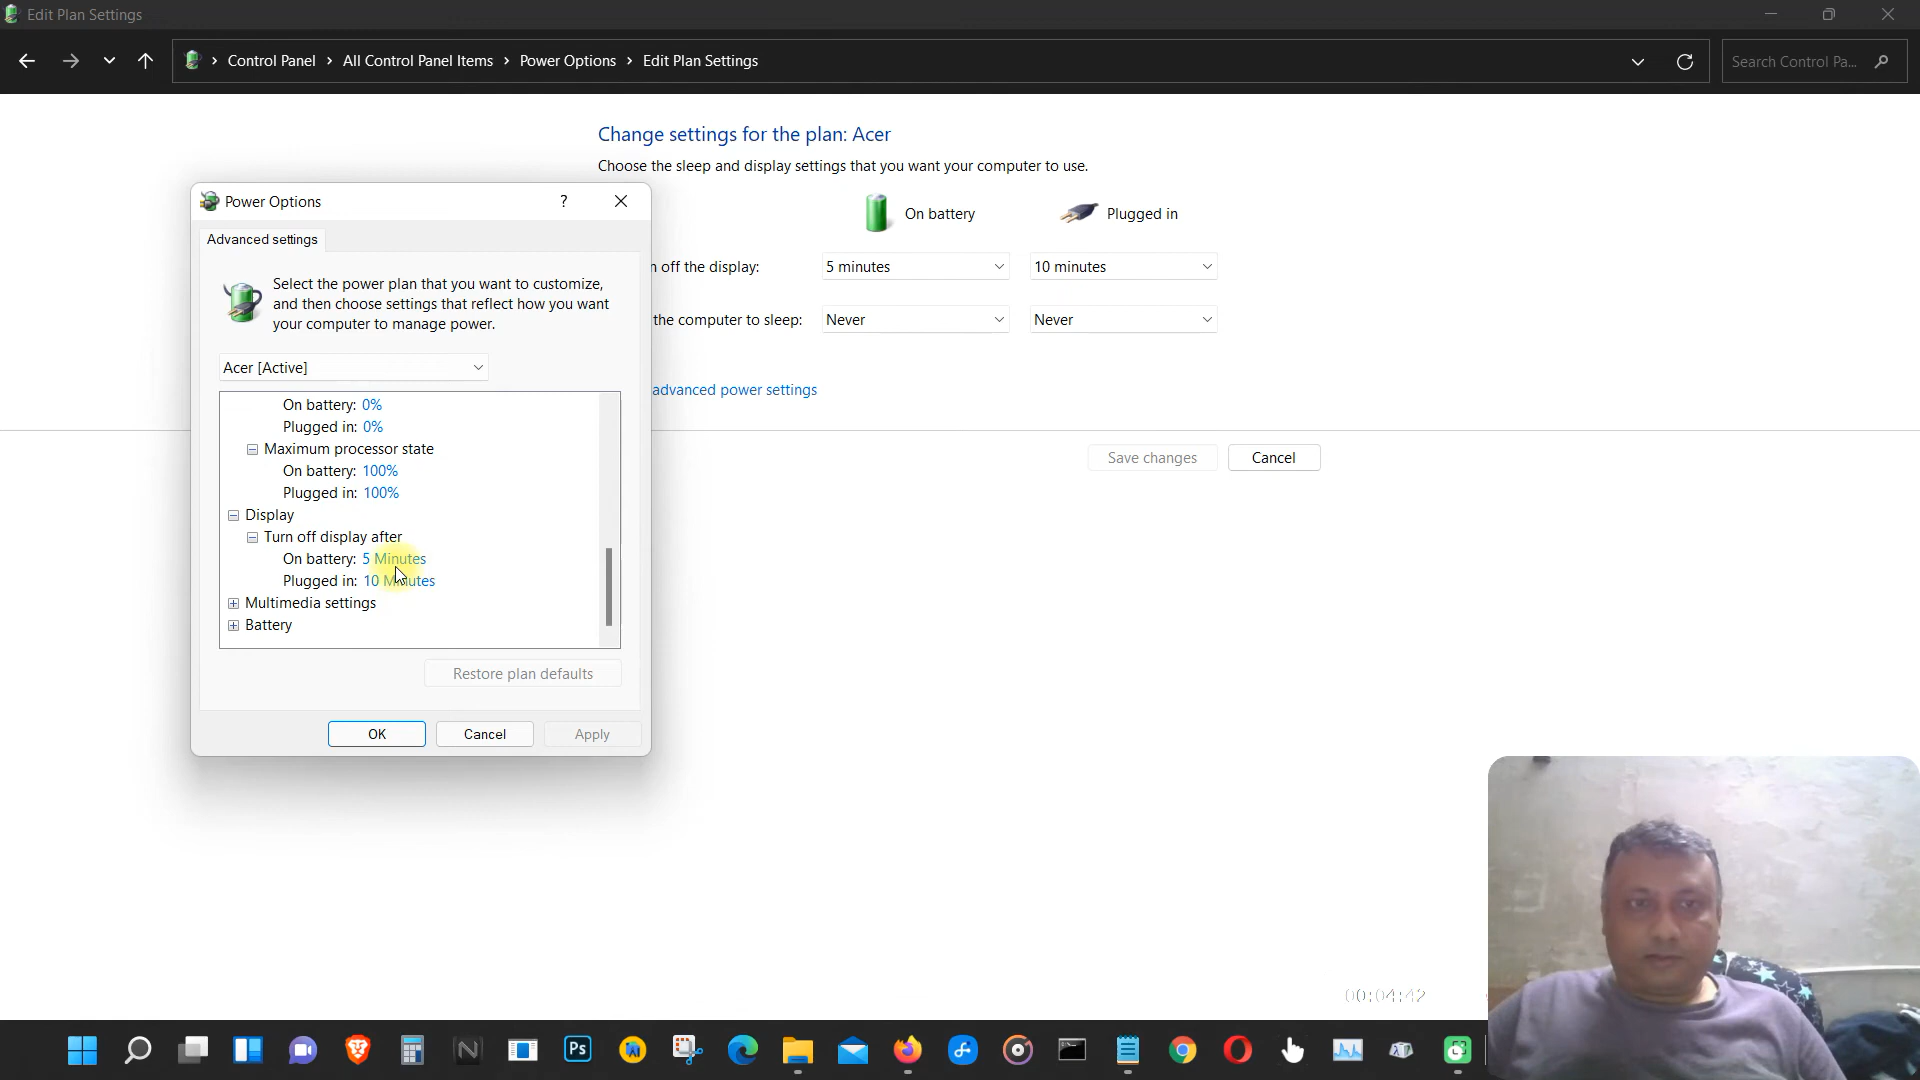 Edit Plan Settings
Control Panel > All Control Panel Items > Power Options > Edit Plan Settings
Search Control Pa...
Change settings for the plan: Acer
Choose the sleep and display settings that you want your computer to use.
On battery
Plugged in
n off the display:
5 minutes
10 minutes
the computer to sleep:
Never
Never
advanced power settings
Save changes
Cancel
Power Options
?
Advanced settings
Select the power plan that you want to customize,
and then choose settings that reflect how you want
your computer to manage power.
Acer [Active]
On battery: 0%
Plugged in: 0%
Maximum processor state
On battery: 100%
Plugged in: 100%
Display
Turn off display after
On battery: 5 Minutes
Plugged in: 10 Minutes
Multimedia settings
Battery
Restore plan defaults
OK
Cancel
Apply
00:04:42
Ps